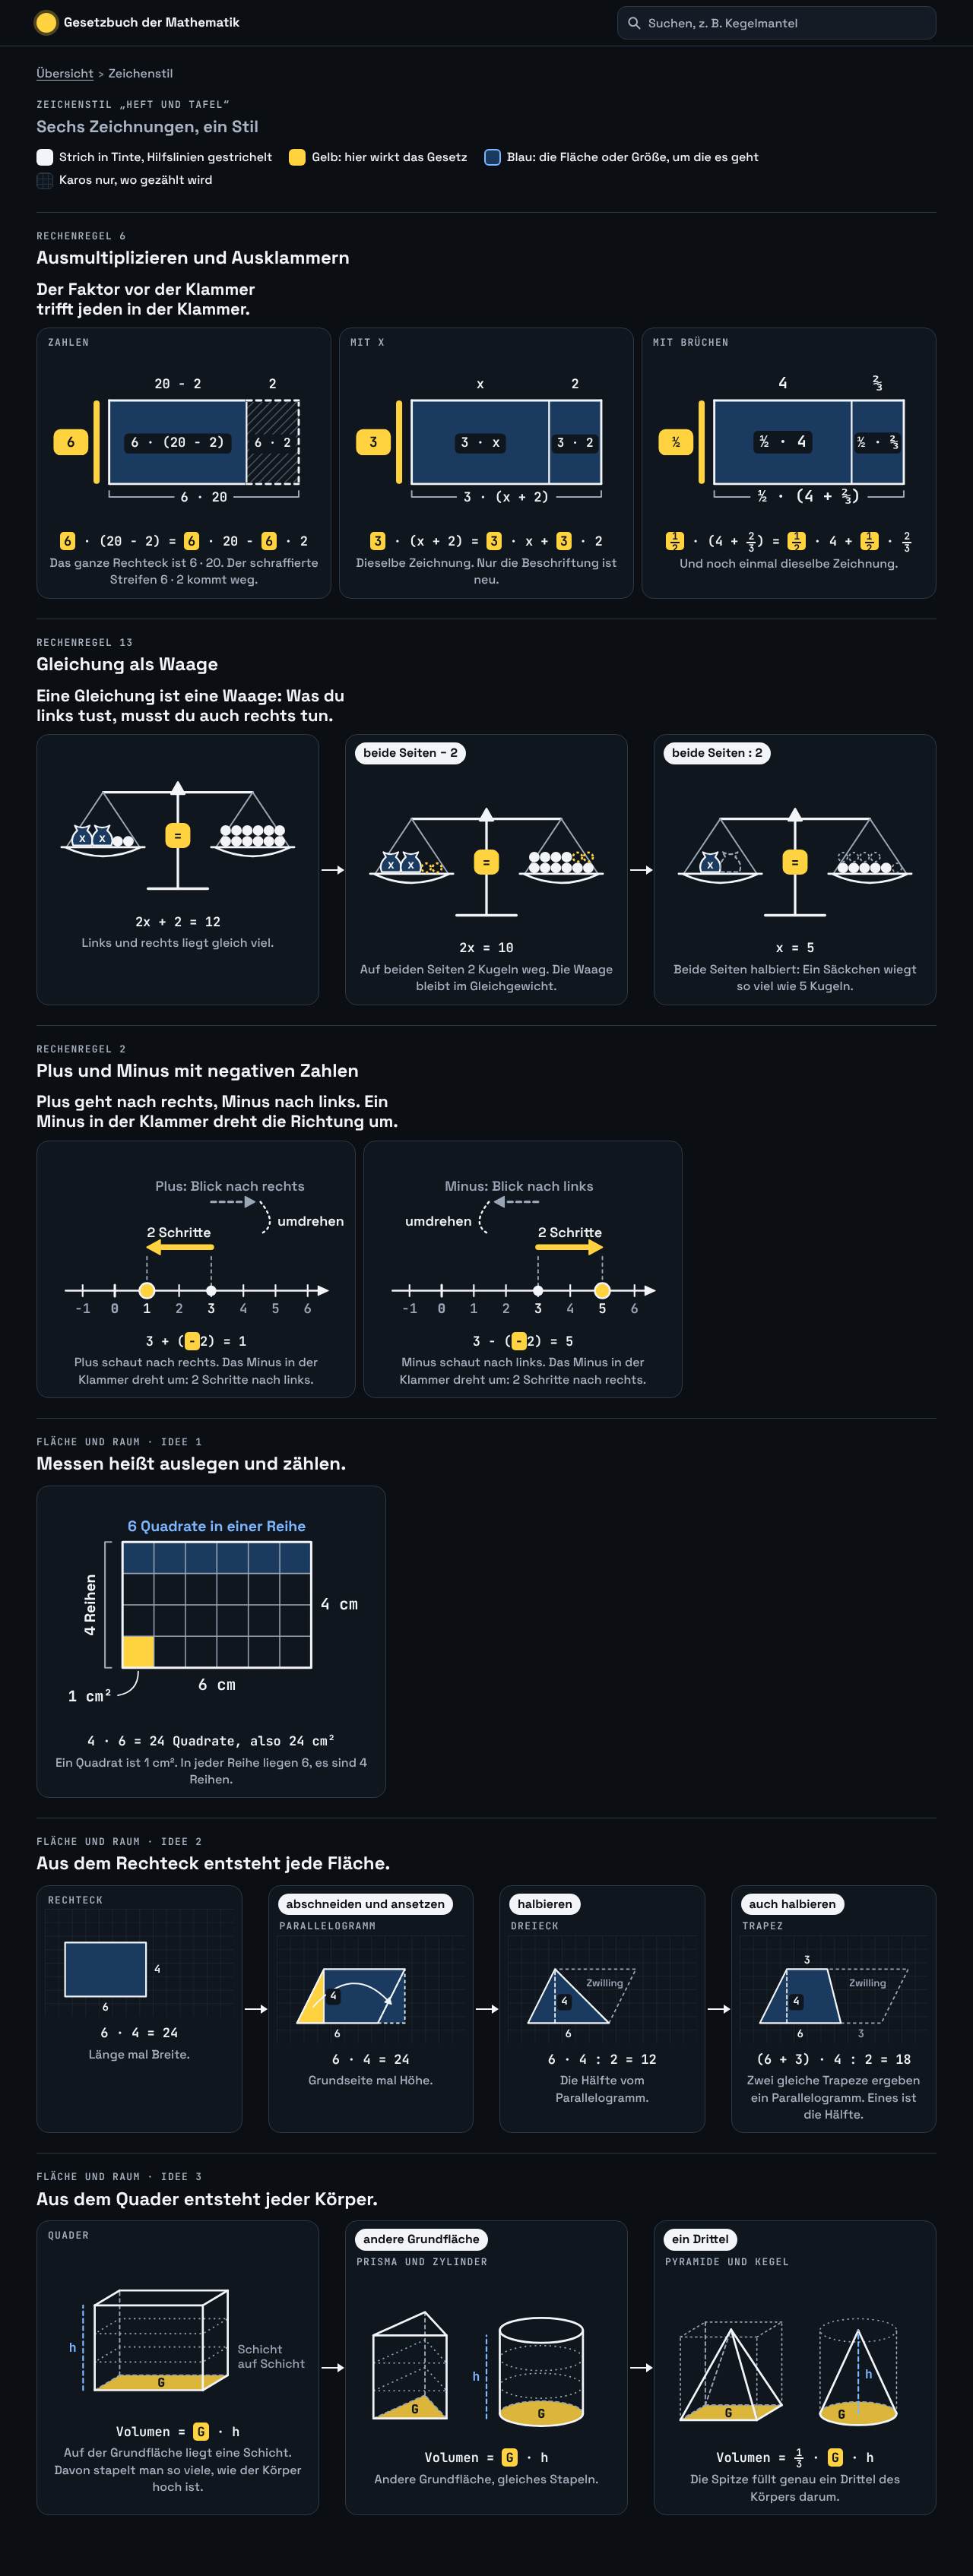 Gesetzbuch der Mathematik
Suchen, z. B. Kegelmantel
Übersicht > Zeichenstil
ZEICHENSTIL „HEFT UND TAFEL“
Sechs Zeichnungen, ein Stil
Strich in Tinte, Hilfslinien gestrichelt
Gelb: hier wirkt das Gesetz
Blau: die Fläche oder Größe, um die es geht
Karos nur, wo gezählt wird
RECHENREGEL 6
Ausmultiplizieren und Ausklammern
Der Faktor vor der Klammer
trifft jeden in der Klammer.
ZAHLEN
20 - 2
2
6
6 · (20 - 2)
6 · 2
6 · 20
6 · (20 - 2) = 6 · 20 - 6 · 2
Das ganze Rechteck ist 6 · 20. Der schraffierte
Streifen 6 · 2 kommt weg.
MIT X
x
2
3
3 · x
3 · 2
3 · (x + 2)
3 · (x + 2) = 3 · x + 3 · 2
Dieselbe Zeichnung. Nur die Beschriftung ist
neu.
MIT BRÜCHEN
4
⅔
½
½ · 4
½ · ⅔
½ · (4 + ⅔)
½ · (4 + ⅔) = ½ · 4 + ½ · ⅔
Und noch einmal dieselbe Zeichnung.
RECHENREGEL 13
Gleichung als Waage
Eine Gleichung ist eine Waage: Was du
links tust, musst du auch rechts tun.
x x
=
2x + 2 = 12
Links und rechts liegt gleich viel.
beide Seiten − 2
x x
=
2x = 10
Auf beiden Seiten 2 Kugeln weg. Die Waage
bleibt im Gleichgewicht.
beide Seiten : 2
x
=
x = 5
Beide Seiten halbiert: Ein Säckchen wiegt
so viel wie 5 Kugeln.
RECHENREGEL 2
Plus und Minus mit negativen Zahlen
Plus geht nach rechts, Minus nach links. Ein
Minus in der Klammer dreht die Richtung um.
Plus: Blick nach rechts
umdrehen
2 Schritte
-1 0 1 2 3 4 5 6
3 + (-2) = 1
Plus schaut nach rechts. Das Minus in der
Klammer dreht um: 2 Schritte nach links.
Minus: Blick nach links
umdrehen
2 Schritte
-1 0 1 2 3 4 5 6
3 - (-2) = 5
Minus schaut nach links. Das Minus in der
Klammer dreht um: 2 Schritte nach rechts.
FLÄCHE UND RAUM · IDEE 1
Messen heißt auslegen und zählen.
6 Quadrate in einer Reihe
4 Reihen
4 cm
6 cm
1 cm²
4 · 6 = 24 Quadrate, also 24 cm²
Ein Quadrat ist 1 cm². In jeder Reihe liegen 6, es sind 4
Reihen.
FLÄCHE UND RAUM · IDEE 2
Aus dem Rechteck entsteht jede Fläche.
RECHTECK
4
6
6 · 4 = 24
Länge mal Breite.
abschneiden und ansetzen
PARALLELOGRAMM
4
6
6 · 4 = 24
Grundseite mal Höhe.
halbieren
DREIECK
Zwilling
4
6
6 · 4 : 2 = 12
Die Hälfte vom
Parallelogramm.
auch halbieren
TRAPEZ
3
Zwilling
4
6
3
(6 + 3) · 4 : 2 = 18
Zwei gleiche Trapeze ergeben
ein Parallelogramm. Eines ist
die Hälfte.
FLÄCHE UND RAUM · IDEE 3
Aus dem Quader entsteht jeder Körper.
QUADER
h
Schicht
auf Schicht
G
Volumen = G · h
Auf der Grundfläche liegt eine Schicht.
Davon stapelt man so viele, wie der Körper
hoch ist.
andere Grundfläche
PRISMA UND ZYLINDER
h
G
G
Volumen = G · h
Andere Grundfläche, gleiches Stapeln.
ein Drittel
PYRAMIDE UND KEGEL
h
G
G
Volumen = ⅓ · G · h
Die Spitze füllt genau ein Drittel des
Körpers darum.